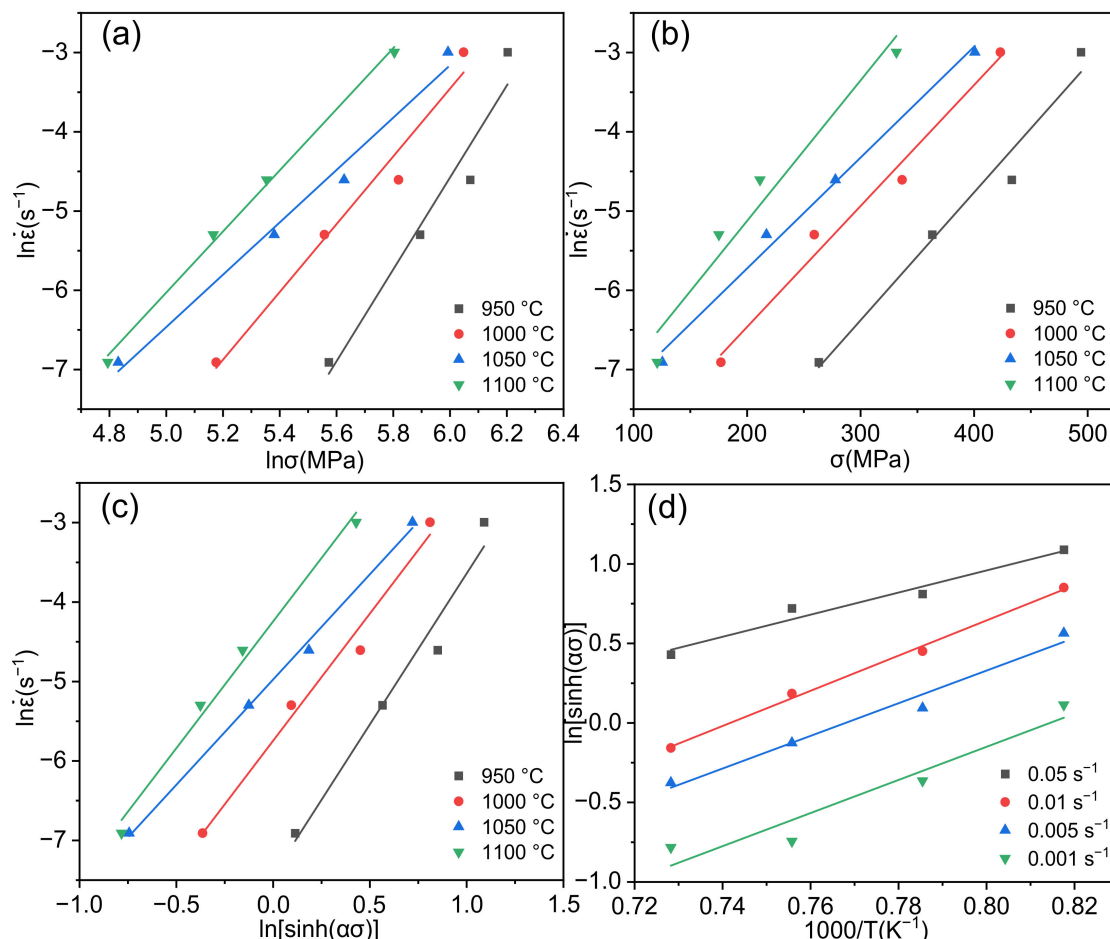 (a)
−3
−4
−5
−6
−7
lnε̇(s⁻¹)
950 °C
1000 °C
1050 °C
1100 °C
4.8 5.0 5.2 5.4 5.6 5.8 6.0 6.2 6.4
lnσ(MPa)
(b)
−3
−4
−5
−6
−7
lnε̇(s⁻¹)
950 °C
1000 °C
1050 °C
1100 °C
100 200 300 400 500
σ(MPa)
(c)
−3
−4
−5
−6
−7
lnε̇(s⁻¹)
950 °C
1000 °C
1050 °C
1100 °C
−1.0 −0.5 0.0 0.5 1.0 1.5
ln[sinh(ασ)]
(d)
1.5
1.0
0.5
0.0
−0.5
−1.0
ln[sinh(ασ)]
0.05 s⁻¹
0.01 s⁻¹
0.005 s⁻¹
0.001 s⁻¹
0.72 0.74 0.76 0.78 0.80 0.82
1000/T(K⁻¹)